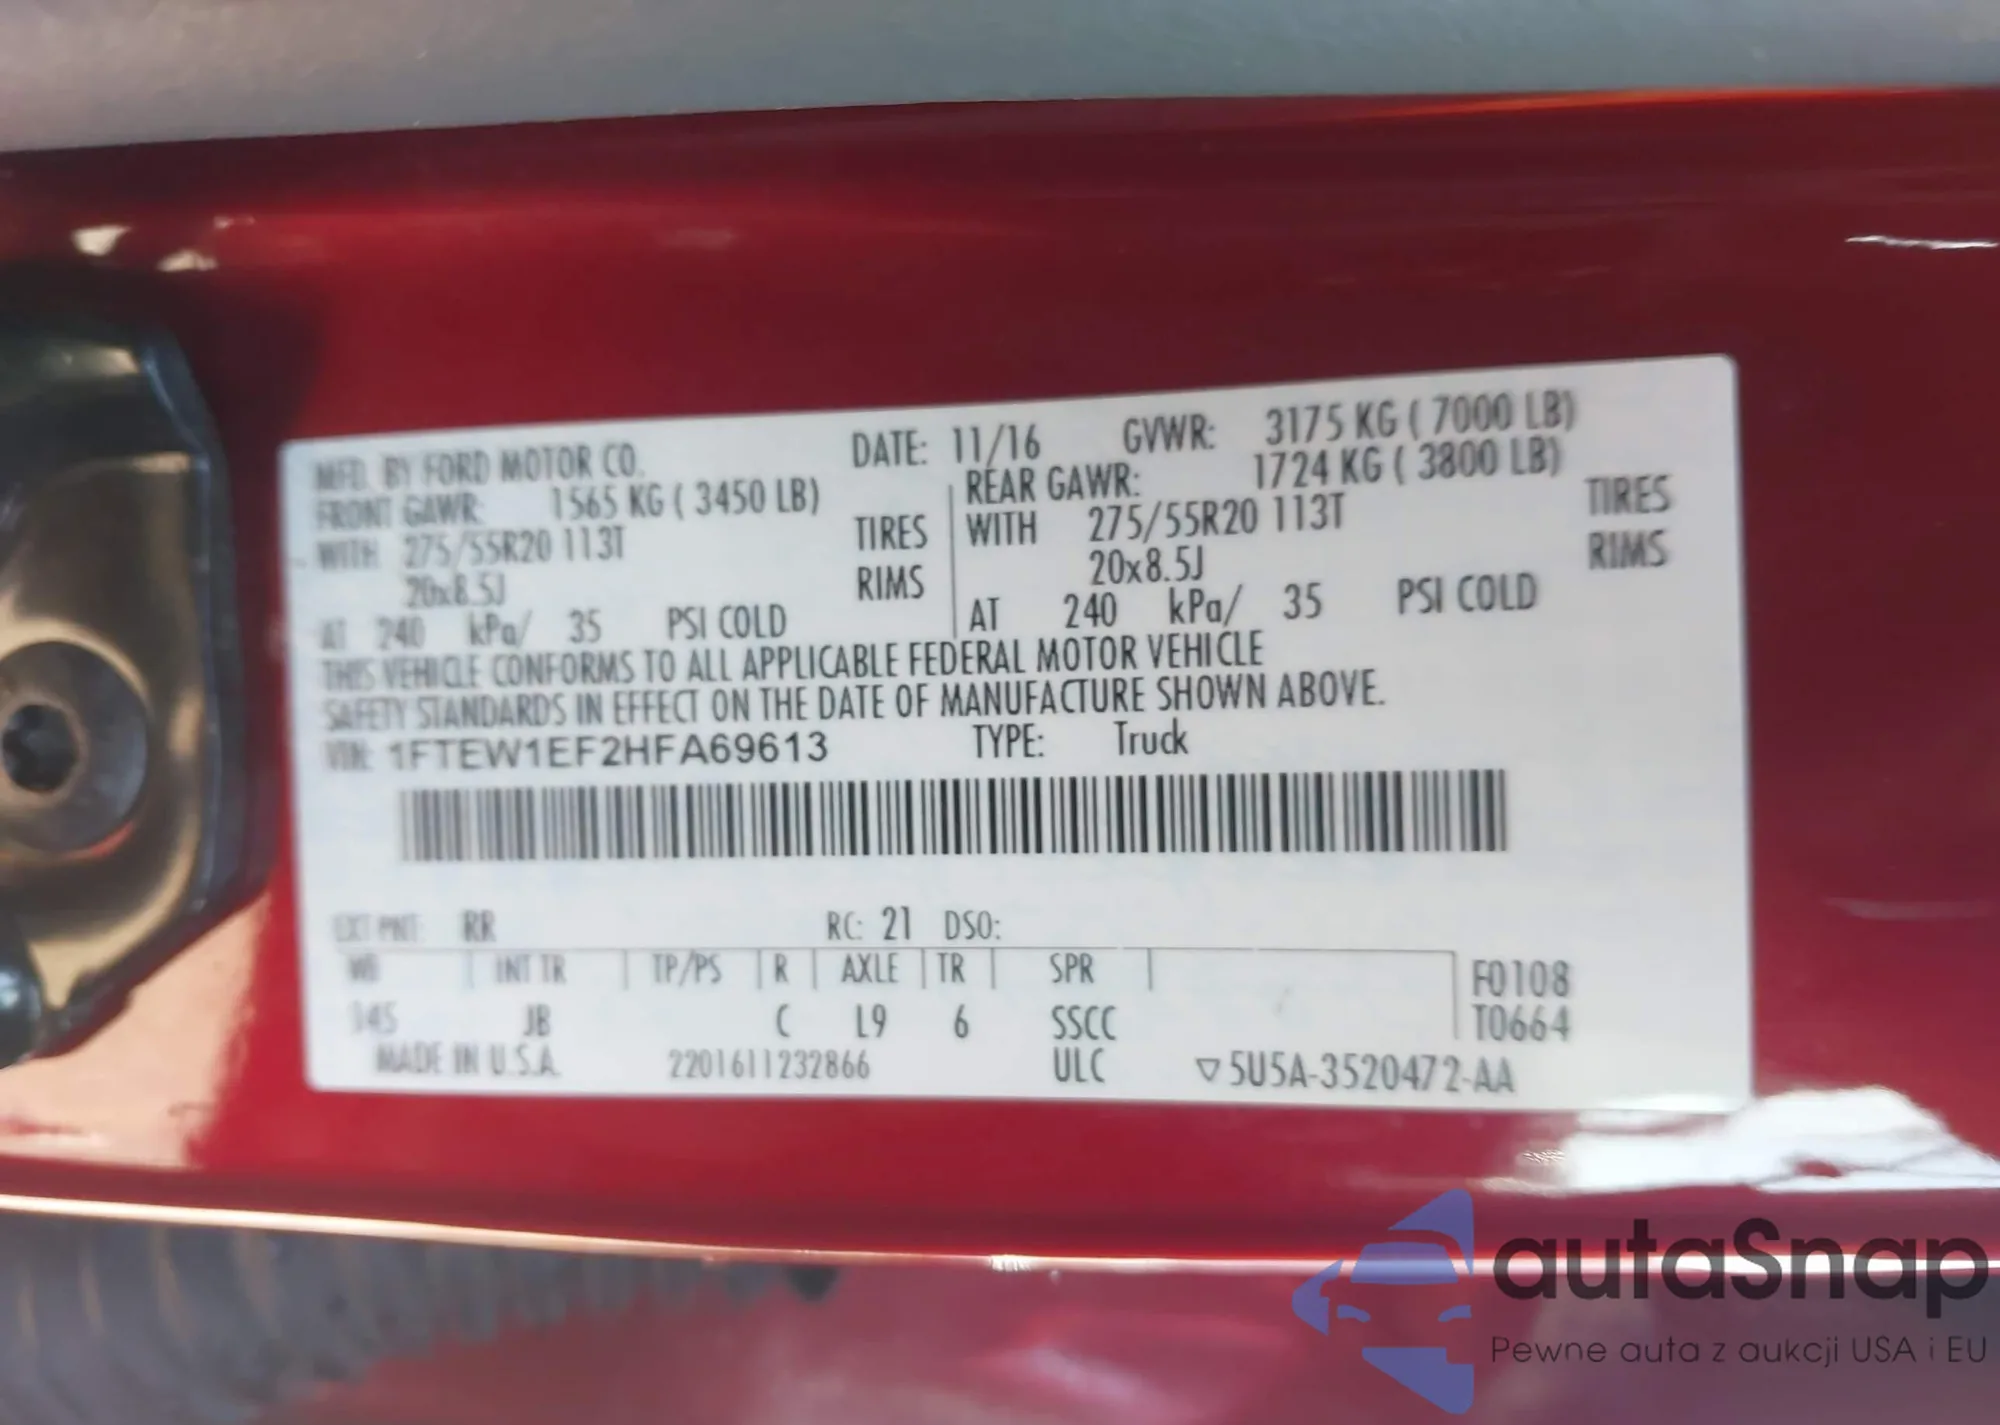 MFD. BY FORD MOTOR CO. DATE: 11/16 GVWR: 3175 KG ( 7000 LB)
FRONT GAWR: 1565 KG ( 3450 LB) REAR GAWR: 1724 KG ( 3800 LB)
WITH 275/55R20 113T TIRES WITH 275/55R20 113T TIRES
20x8.5J RIMS 20x8.5J RIMS
AT 240 kPa/ 35 PSI COLD AT 240 kPa/ 35 PSI COLD
THIS VEHICLE CONFORMS TO ALL APPLICABLE FEDERAL MOTOR VEHICLE
SAFETY STANDARDS IN EFFECT ON THE DATE OF MANUFACTURE SHOWN ABOVE.
VIN: 1FTEW1EF2HFA69613 TYPE: Truck
EXT PNT: RR RC: 21 DSO:
WB INT TR TP/PS R AXLE TR SPR F0108
145 JB C L9 6 SSCC T0664
MADE IN U.S.A. 2201611232866 ULC ▽5U5A-3520472-AA
autaSnap
Pewne auta z aukcji USA i EU